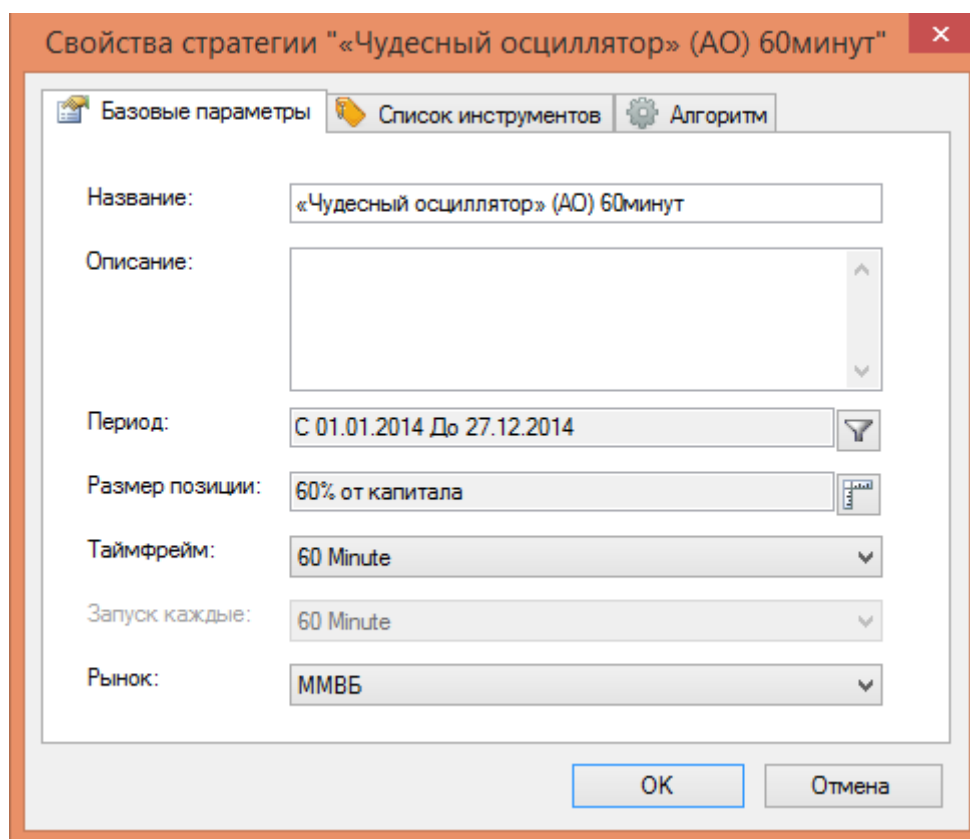 Свойства стратегии "«Чудесный осциллятор» (АО) 60минут"
Базовые параметры Список инструментов Алгоритм
Название: «Чудесный осциллятор» (АО) 60минут
Описание:
Период: С 01.01.2014 До 27.12.2014
Размер позиции: 60% от капитала
Таймфрейм: 60 Minute
Запуск каждые: 60 Minute
Рынок: ММВБ
OK Отмена